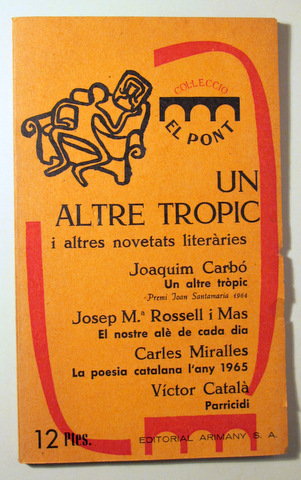 COL·LECCIO
EL PONT
UN
ALTRE TROPIC
i altres novetats literàries
Joaquim Carbó
Un altre tròpic
Premi Joan Santamaria 1964
Josep M.ª Rossell i Mas
El nostre alè de cada dia
Carles Miralles
La poesia catalana l'any 1965
Víctor Català
Parricidi
12 Ptes.
EDITORIAL ARIMANY S. A.